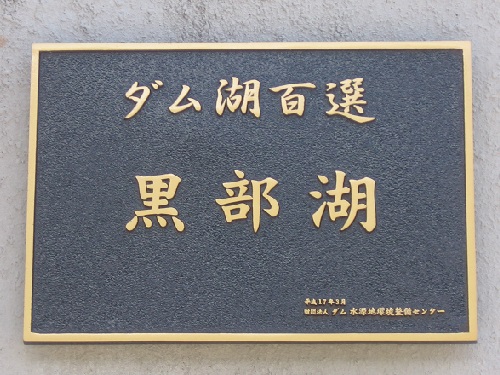 ダム湖百選
黒部湖
平成17年3月
財団法人 ダム水源地環境整備センター